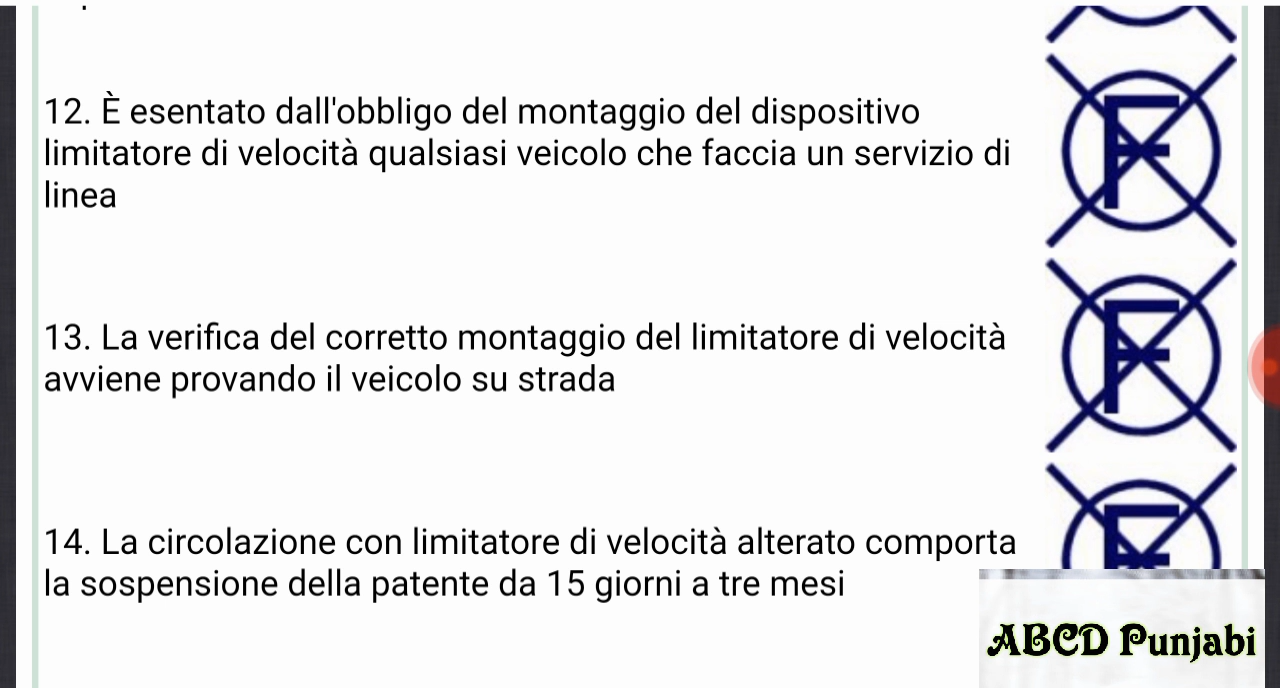 12. È esentato dall'obbligo del montaggio del dispositivo
limitatore di velocità qualsiasi veicolo che faccia un servizio di
linea
F
13. La verifica del corretto montaggio del limitatore di velocità
avviene provando il veicolo su strada
F
14. La circolazione con limitatore di velocità alterato comporta
la sospensione della patente da 15 giorni a tre mesi
F
ABCD Punjabi